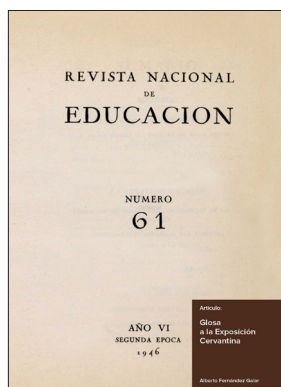 REVISTA NACIONAL
DE
EDUCACION
NUMERO
61
AÑO VI
SEGUNDA EPOCA
1946
Artículo:
Glosa
a la Exposición
Cervantina
Alberto Fernández Galar